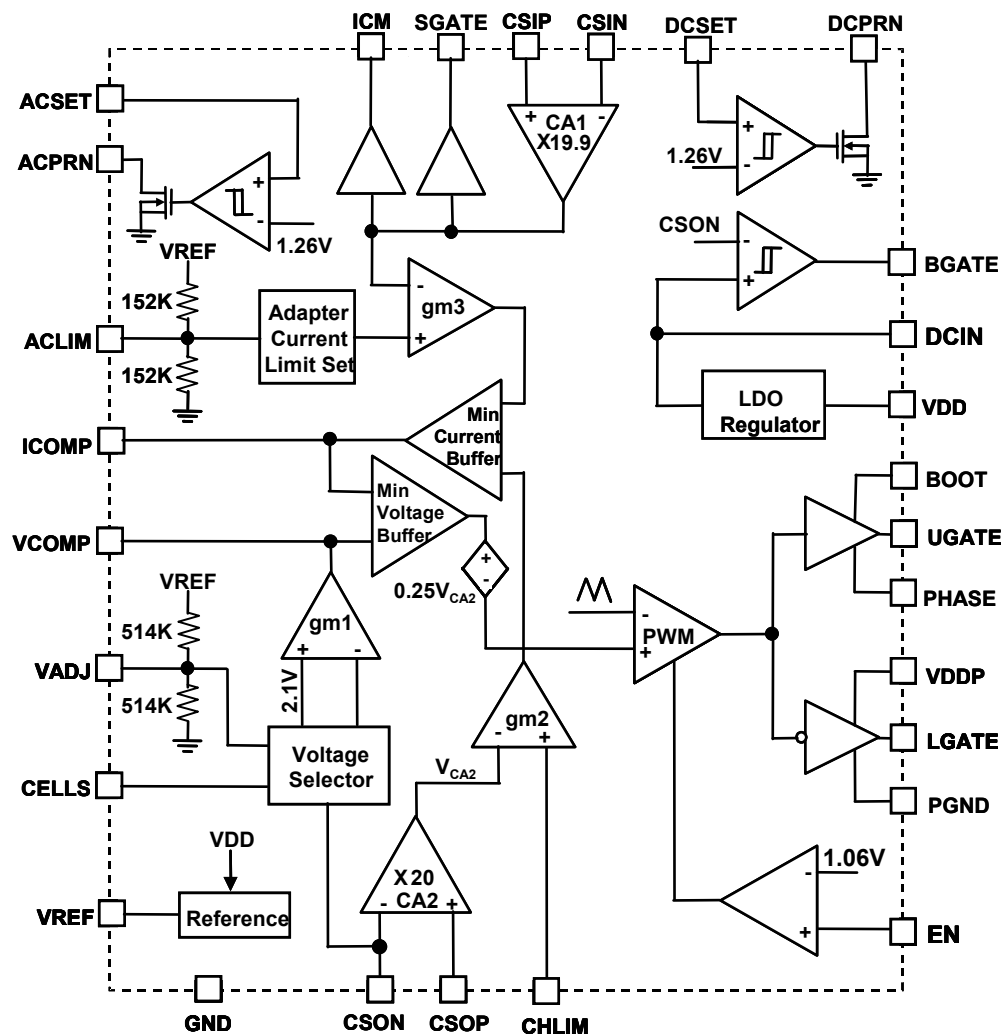 ICM
SGATE
CSIP
CSIN
DCSET
DCPRN
ACSET
ACPRN
+
-
1.26V
+
-
CA1
X19.9
+
-
1.26V
CSON
-
+
BGATE
VREF
152K
ACLIM
152K
Adapter
Current
Limit Set
-
gm3
+
DCIN
LDO
Regulator
VDD
ICOMP
Min
Current
Buffer
Min
Voltage
Buffer
BOOT
UGATE
PHASE
VCOMP
+
-
0.25VCA2
VREF
514K
VADJ
514K
gm1
+
-
2.1V
-
PWM
+
VDDP
LGATE
PGND
gm2
-
+
Voltage
Selector
CELLS
VCA2
VDD
VREF
Reference
X 20
CA2
-
+
1.06V
-
+
EN
GND
CSON
CSOP
CHLIM